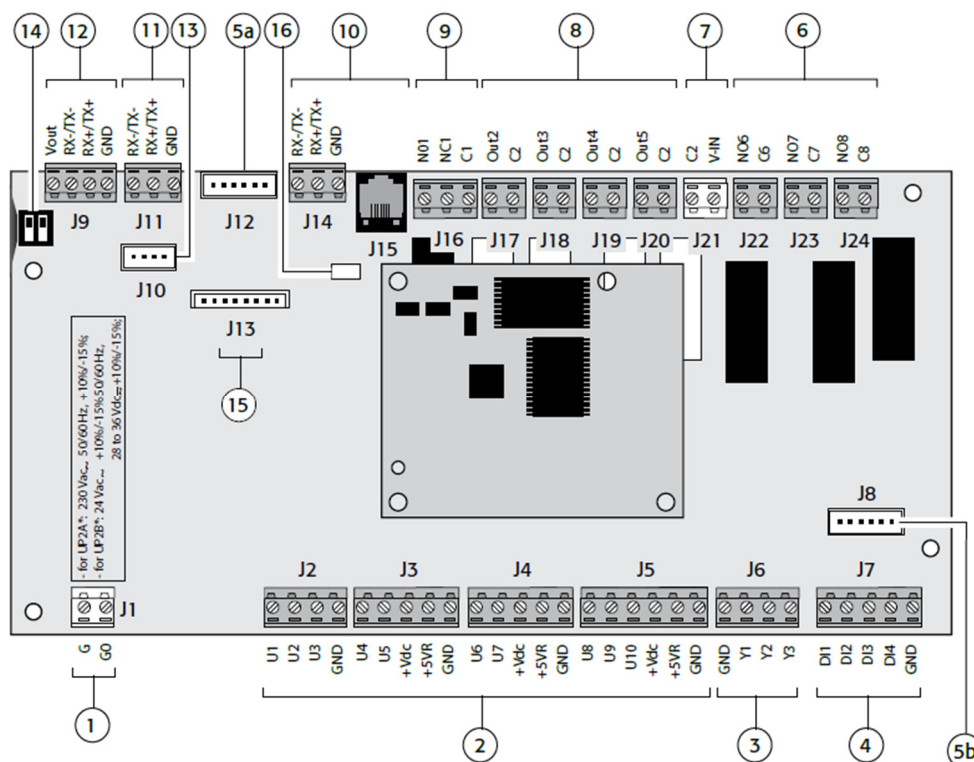 14 12 11 13 5a 16 10 9 8 7 6
Vout RX-/TX- RX+/TX+ GND
RX-/TX- RX+/TX+ GND
RX-/TX- RX+/TX+ GND
N01 NC1 C1
Out2 C2
Out3 C2
Out4 C2
Out5 C2
C2 V-IN
NO6 C6
NO7 C7
NO8 C8
J9 J11 J12 J14 J15 J16 J17 J18 J19 J20 J21 J22 J23 J24
J10
J13
15
- for UP2A*: 230 Vac~ 50/60 Hz, +10%/-15%;
- for UP2B*: 24 Vac~ +10%/-15%50/60Hz,
28 to 36 Vdc⎓+10%/-15%;
J8
J1 J2 J3 J4 J5 J6 J7
G G0
U1 U2 U3 GND
U4 U5 +Vdc +5VR GND
U6 U7 +Vdc +5VR GND
U8 U9 U10 +Vdc +5VR GND
GND Y1 Y2 Y3
DI1 DI2 DI3 DI4 GND
1 2 3 4 5b